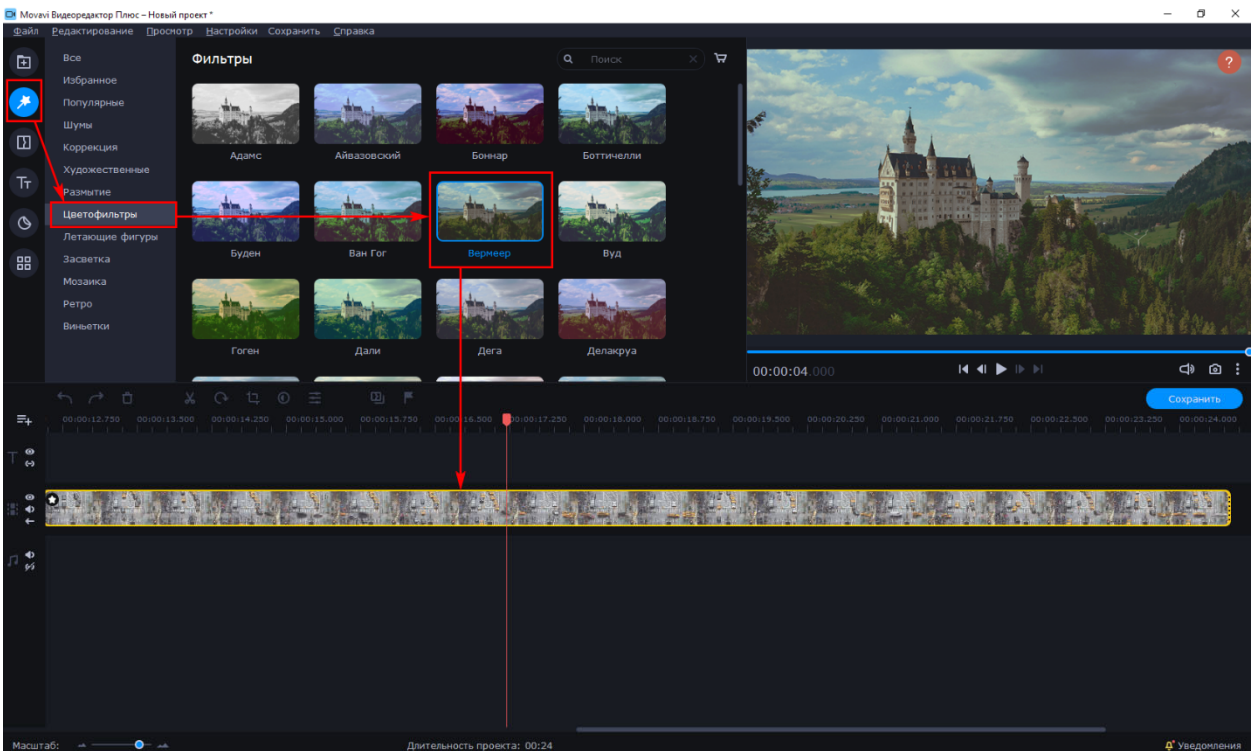 Movavi Видеоредактор Плюс – Новый проект *
Файл Редактирование Просмотр Настройки Сохранить Справка
Все
Избранное
Популярные
Шумы
Коррекция
Художественные
Размытие
Цветофильтры
Летающие фигуры
Засветка
Мозаика
Ретро
Виньетки
Фильтры
Поиск
Адамс Айвазовский Боннар Боттичелли
Буден Ван Гог Вермеер Вуд
Гоген Дали Дега Делакруа
?
00:00:04.000
Сохранить
00:00:12.750 00:00:13.500 00:00:14.250 00:00:15.000 00:00:15.750 00:00:16.500 00:00:17.250 00:00:18.000 00:00:18.750 00:00:19.500 00:00:20.250 00:00:21.000 00:00:21.750 00:00:22.500 00:00:23.250 00:00:24.000
Масштаб: Длительность проекта: 00:24 Уведомления